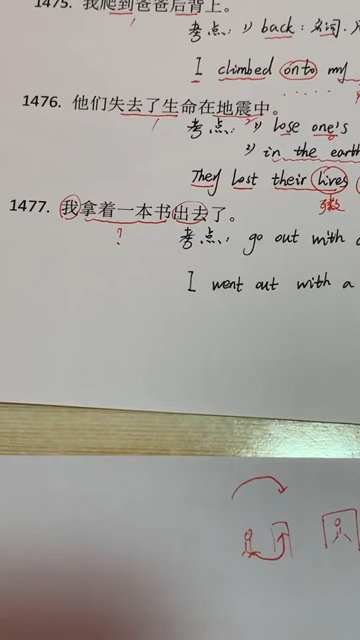 1475. 我爬到爸爸后背上。
考点: 1) back: 名词.
I climbed onto my
1476. 他们失去了生命在地震中。
考点: 1) lose one's
2) in the earth
They lost their lives
复数
1477. 我拿着一本书出去了。
?
考点: go out with a
I went out with a